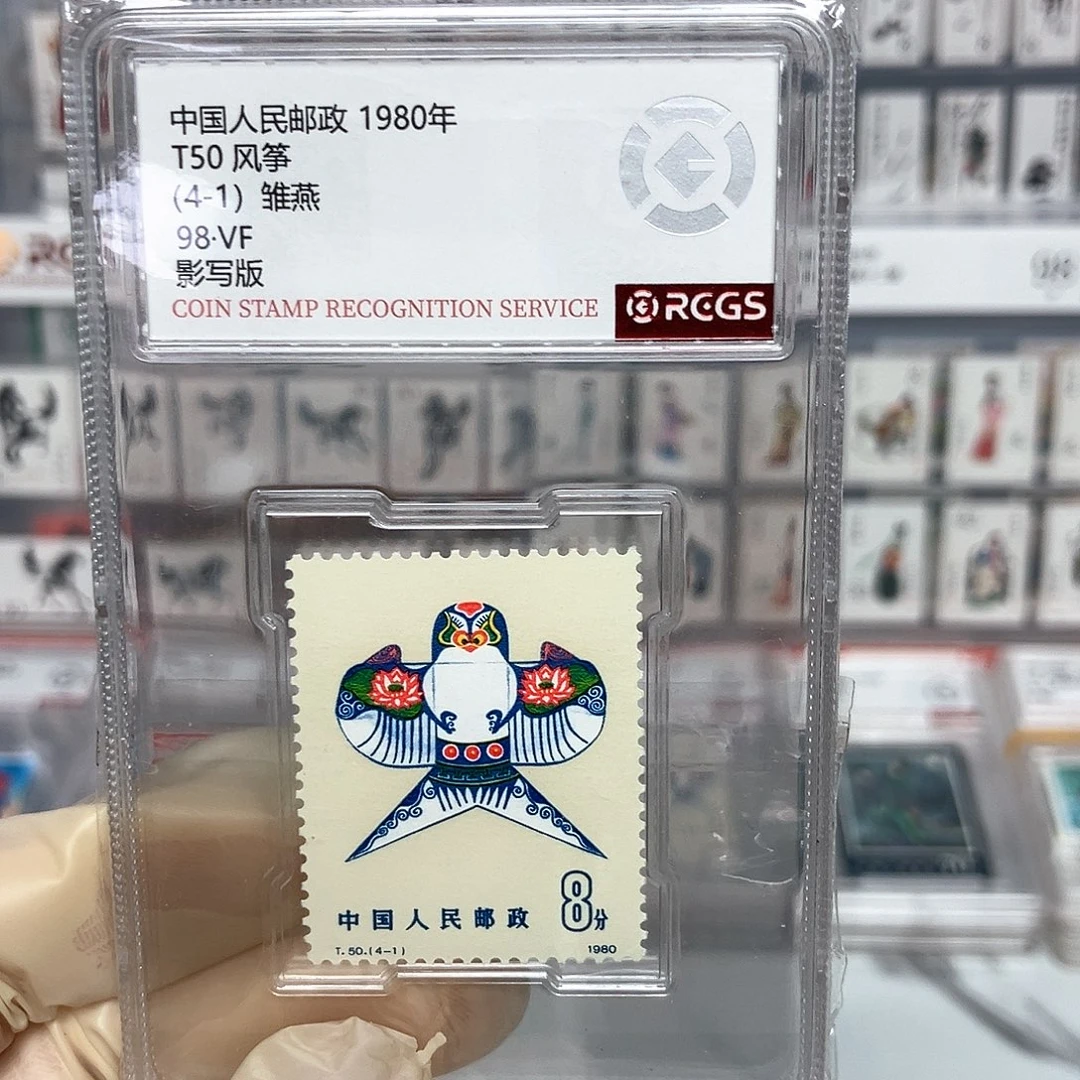 中国人民邮政 1980年
T50 风筝
(4-1) 雏燕
98·VF
影写版
COIN STAMP RECOGNITION SERVICE
RCGS
中国人民邮政
8分
T.50.(4-1)
1980